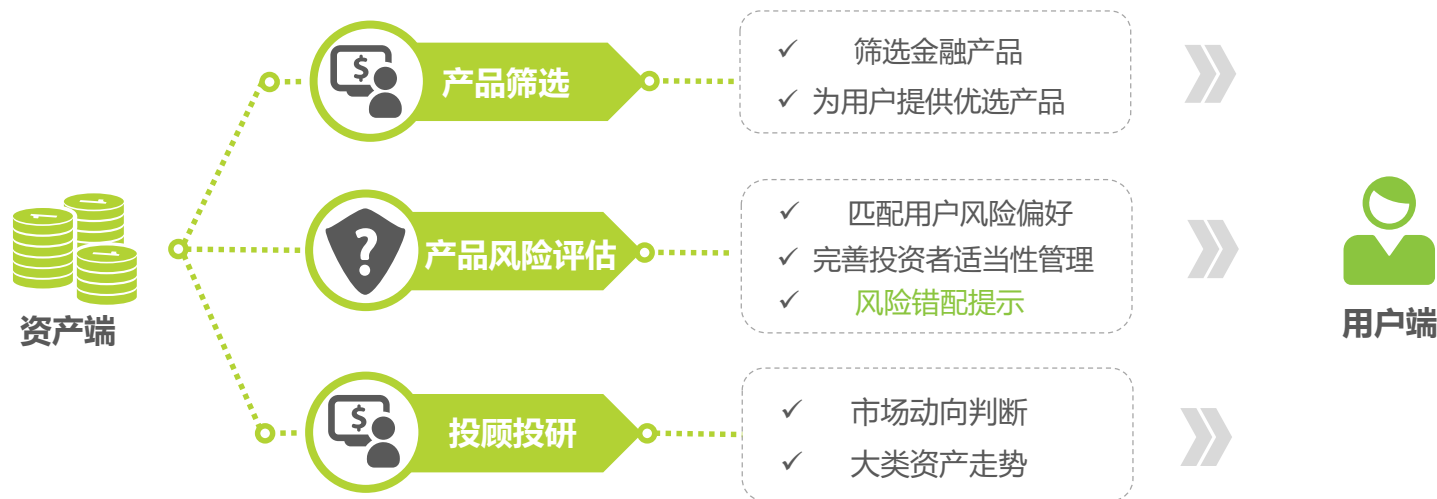 产品筛选
筛选金融产品
为用户提供优选产品
资产端
产品风险评估
匹配用户风险偏好
完善投资者适当性管理
风险错配提示
用户端
投顾投研
市场动向判断
大类资产走势